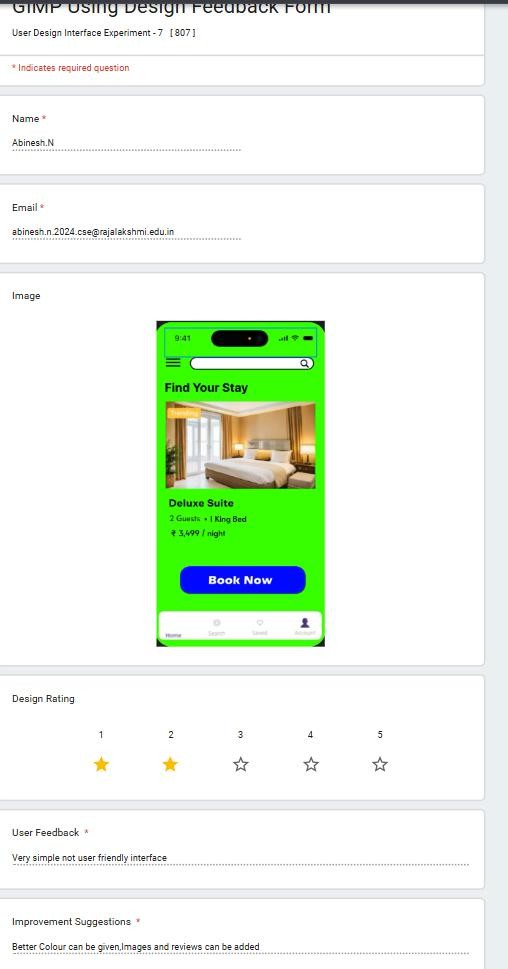 GIMP Using Design Feedback Form
User Design Interface Experiment - 7 [ 807 ]
* Indicates required question
Name *
Abinesh.N
Email *
abinesh.n.2024.cse@rajalakshmi.edu.in
Image
9:41
Find Your Stay
Trending
Deluxe Suite
2 Guests • 1 King Bed
₹ 3,499 / night
Book Now
Home Search Saved Account
Design Rating
1 2 3 4 5
User Feedback *
Very simple not user friendly interface
Improvement Suggestions *
Better Colour can be given,Images and reviews can be added